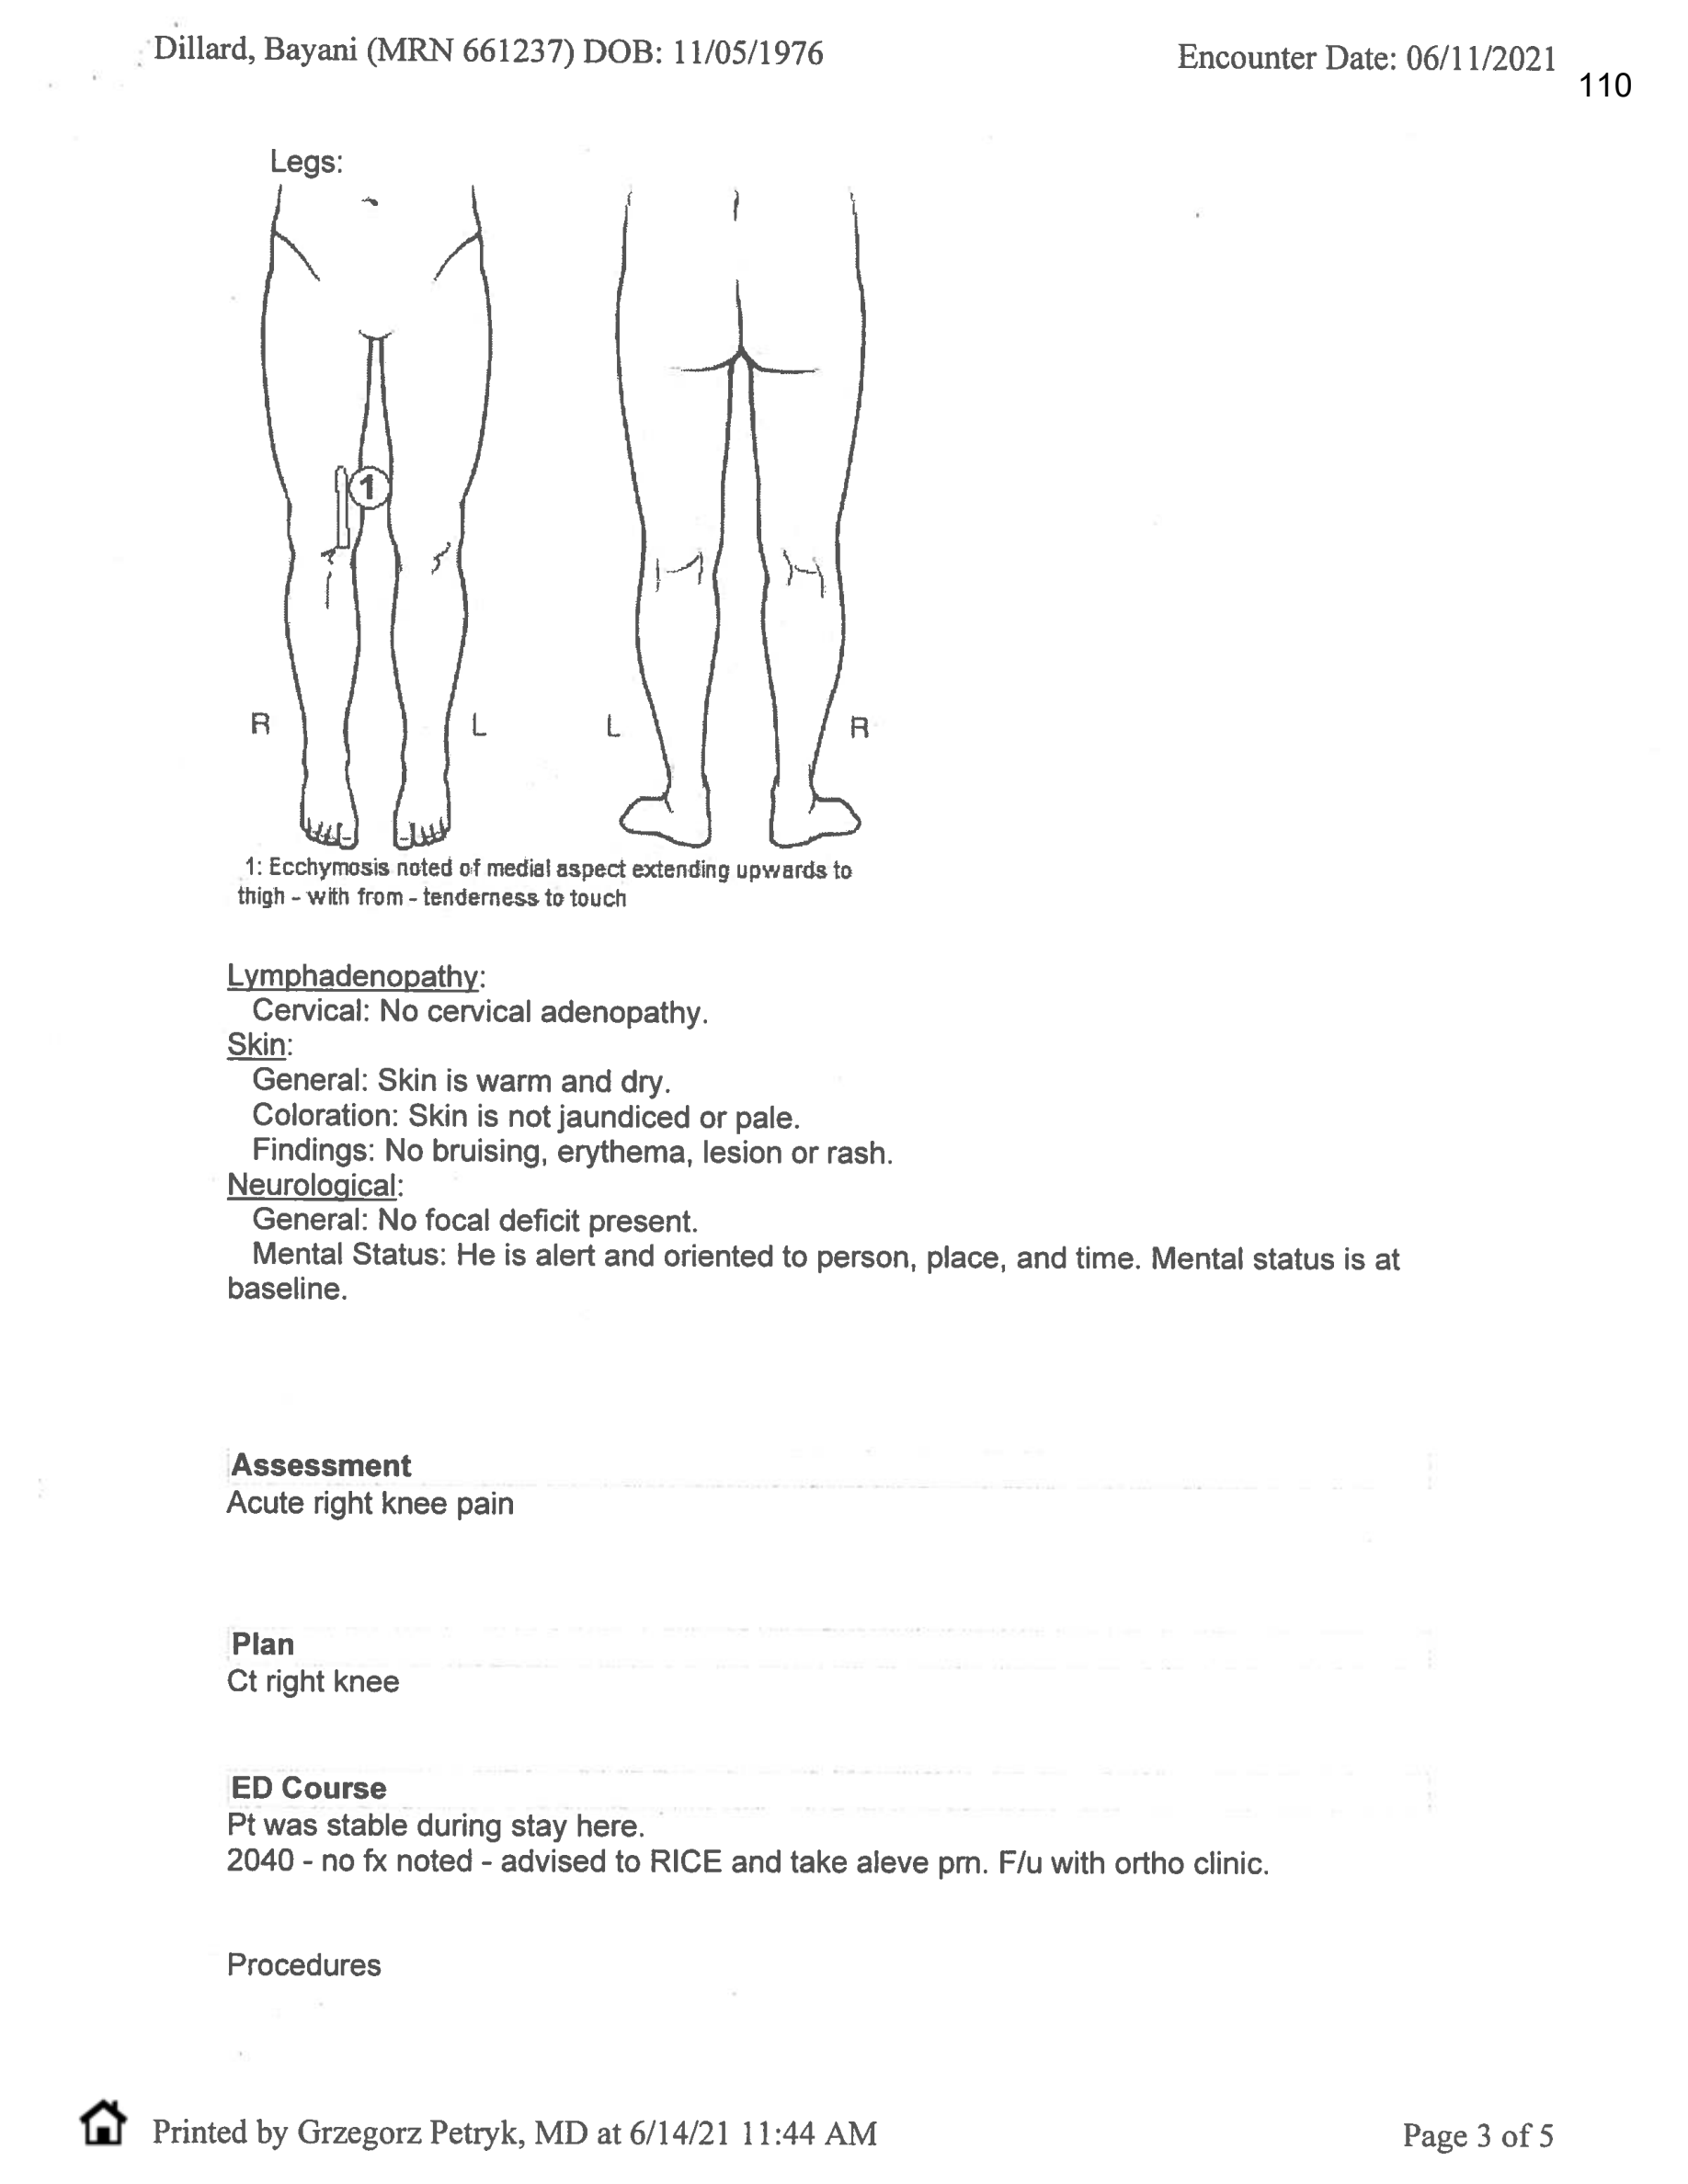 Dillard, Bayani (MRN 661237) DOB: 11/05/1976 Encounter Date: 06/11/2021
110
Legs:
1
R L L R
1: Ecchymosis noted of medial aspect extending upwards to
thigh - with from - tenderness to touch
Lymphadenopathy:
Cervical: No cervical adenopathy.
Skin:
General: Skin is warm and dry.
Coloration: Skin is not jaundiced or pale.
Findings: No bruising, erythema, lesion or rash.
Neurological:
General: No focal deficit present.
Mental Status: He is alert and oriented to person, place, and time. Mental status is at
baseline.
Assessment
Acute right knee pain
Plan
Ct right knee
ED Course
Pt was stable during stay here.
2040 - no fx noted - advised to RICE and take aleve prn. F/u with ortho clinic.
Procedures
Printed by Grzegorz Petryk, MD at 6/14/21 11:44 AM Page 3 of 5